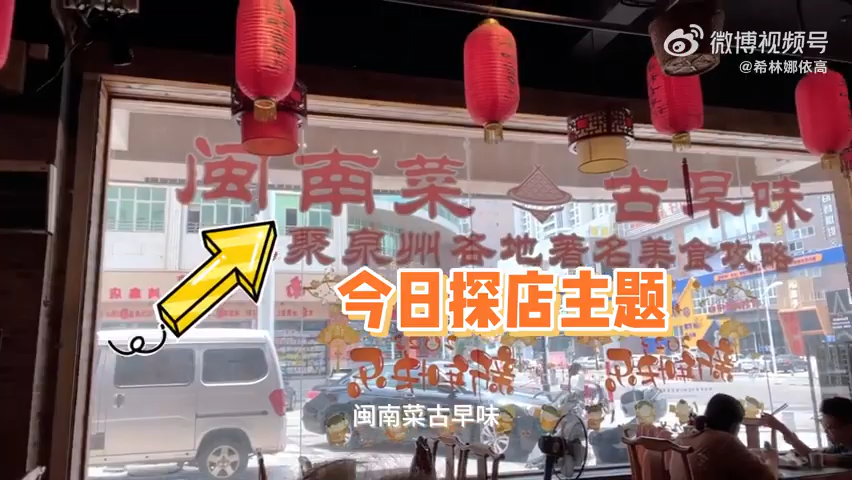 微博视频号
@希林娜依高
闽南菜 古早味
聚泉州各地著名美食攻略
今日探店主题
闽南菜古早味